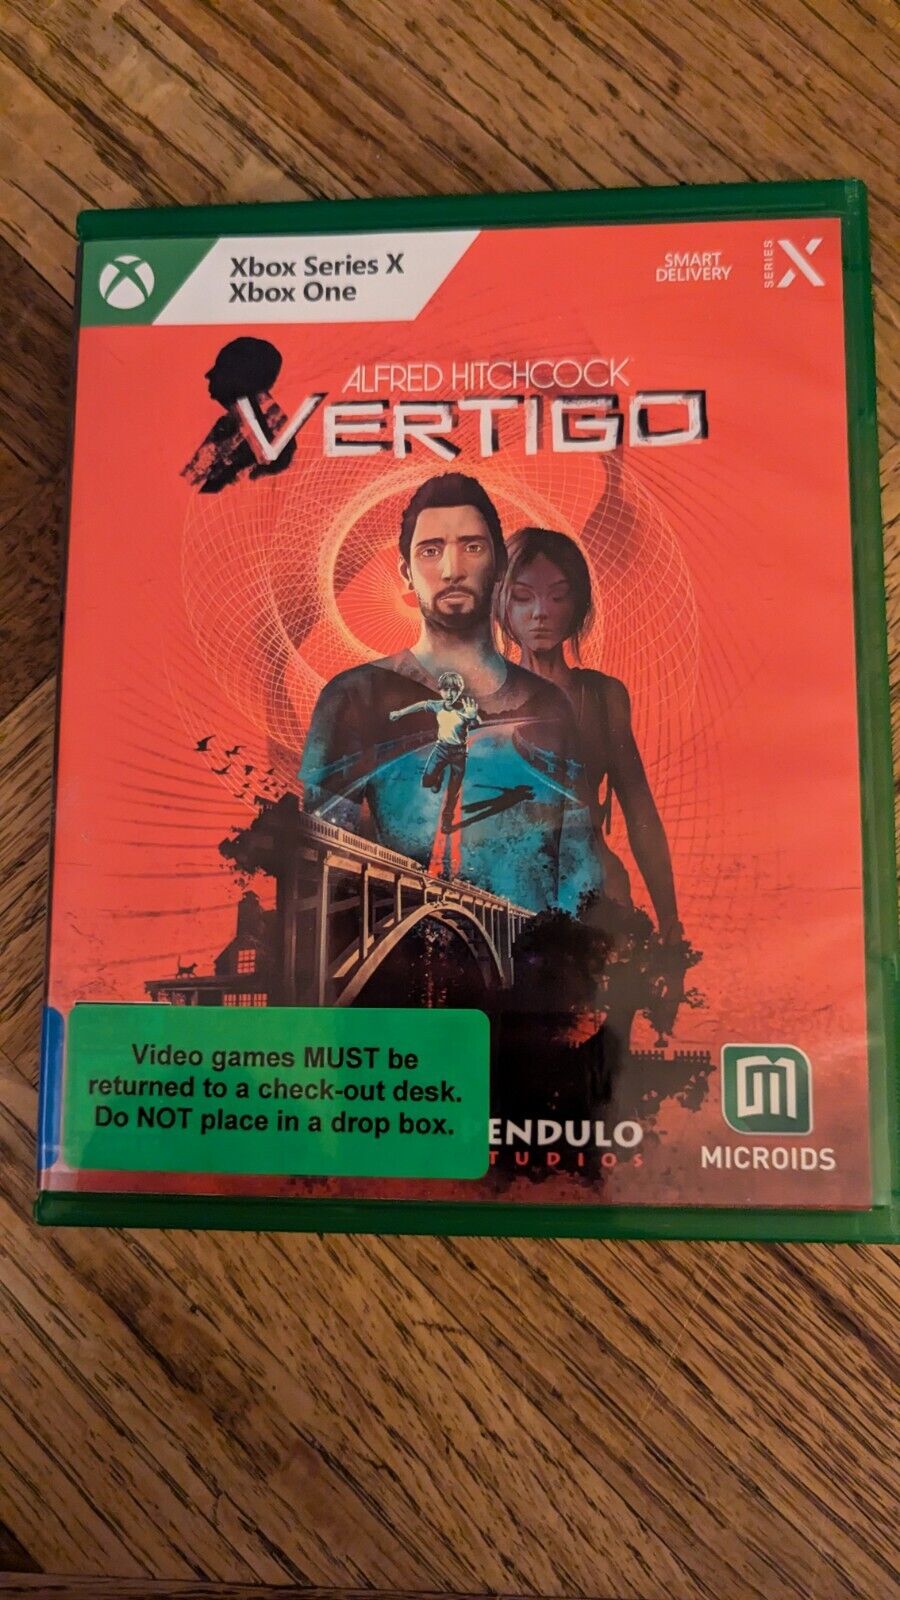 Xbox Series X
Xbox One
SMART
DELIVERY
SERIES X
ALFRED HITCHCOCK
VERTIGO
Video games MUST be
returned to a check-out desk.
Do NOT place in a drop box.
ENDULO
TUDIOS
MICROIDS